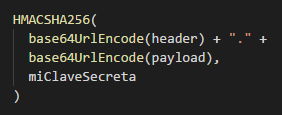 HMACSHA256(
  base64UrlEncode(header) + "." +
  base64UrlEncode(payload),
  miClaveSecreta
)